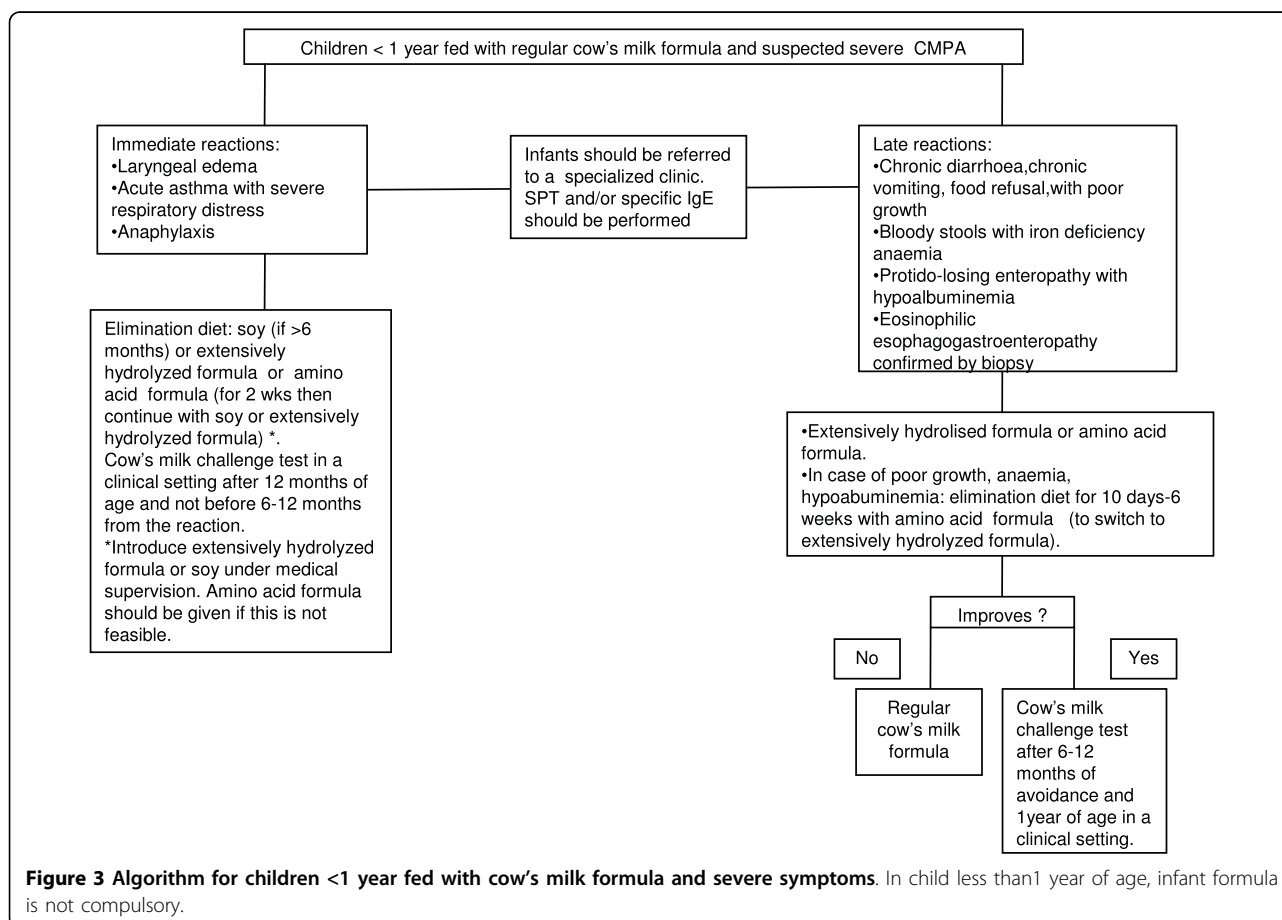 Children < 1 year fed with regular cow's milk formula and suspected severe CMPA
Immediate reactions:
•Laryngeal edema
•Acute asthma with severe
respiratory distress
•Anaphylaxis
Infants should be referred
to a specialized clinic.
SPT and/or specific IgE
should be performed
Late reactions:
•Chronic diarrhoea,chronic
vomiting, food refusal,with poor
growth
•Bloody stools with iron deficiency
anaemia
•Protido-losing enteropathy with
hypoalbuminemia
•Eosinophilic
esophagogastroenteropathy
confirmed by biopsy
Elimination diet: soy (if >6
months) or extensively
hydrolyzed formula or amino
acid formula (for 2 wks then
continue with soy or extensively
hydrolyzed formula) *.
Cow's milk challenge test in a
clinical setting after 12 months of
age and not before 6-12 months
from the reaction.
*Introduce extensively hydrolyzed
formula or soy under medical
supervision. Amino acid formula
should be given if this is not
feasible.
•Extensively hydrolised formula or amino acid
formula.
•In case of poor growth, anaemia,
hypoabuminemia: elimination diet for 10 days-6
weeks with amino acid formula (to switch to
extensively hydrolyzed formula).
Improves ?
No
Yes
Regular
cow's milk
formula
Cow's milk
challenge test
after 6-12
months of
avoidance and
1year of age in a
clinical setting.
Figure 3 Algorithm for children <1 year fed with cow's milk formula and severe symptoms. In child less than1 year of age, infant formula
is not compulsory.